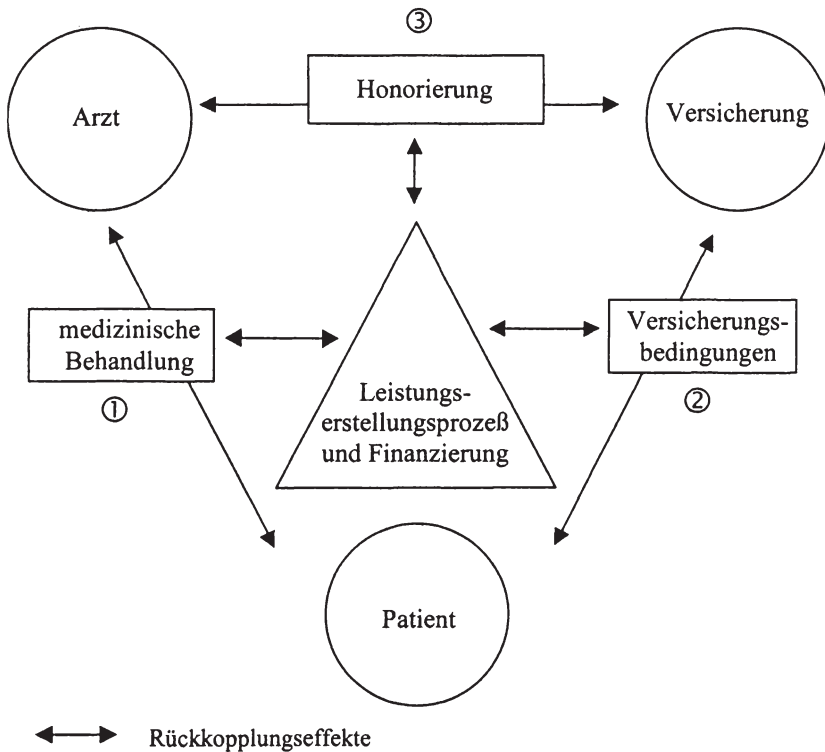 ③
Honorierung
Arzt
Versicherung
medizinische
Behandlung
①
Versicherungs-
bedingungen
②
Leistungs-
erstellungsprozeß
und Finanzierung
Patient
Rückkopplungseffekte